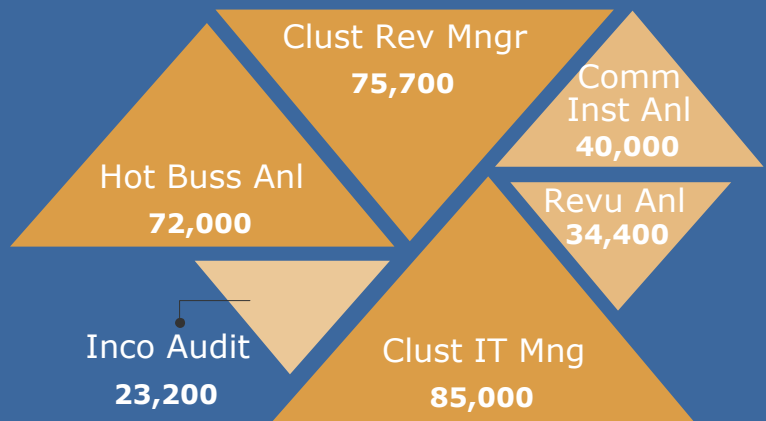 Clust Rev Mngr
75,700
Comm
Inst Anl
40,000
Hot Buss Anl
72,000
Revu Anl
34,400
Inco Audit
23,200
Clust IT Mng
85,000